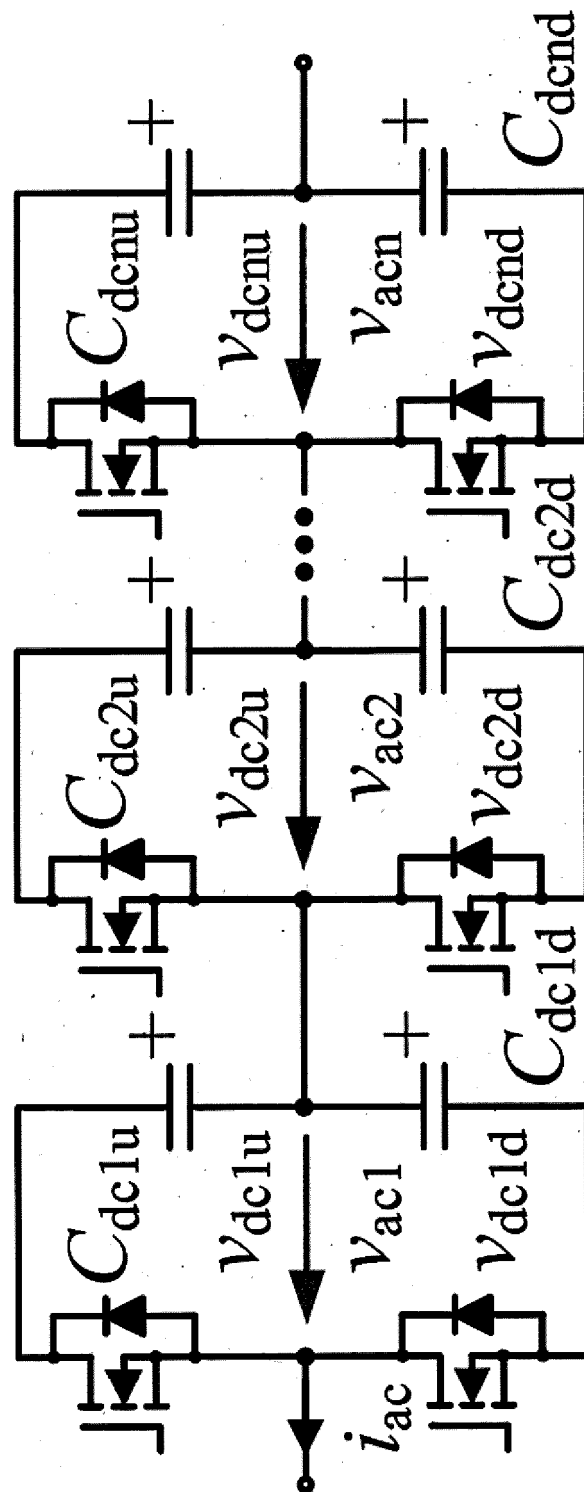 C_dc1u
v_dc1u
v_ac1
v_dc1d
C_dc1d
i_ac
C_dc2u
v_dc2u
v_ac2
v_dc2d
C_dc2d
C_dcnu
v_dcnu
v_acn
v_dcnd
C_dcnd
+
+
+
+
+
+